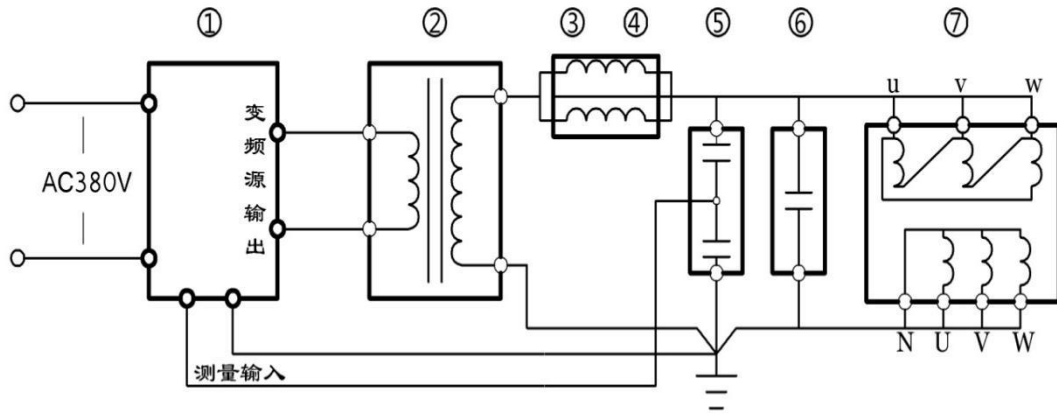 ① ② ③ ④ ⑤ ⑥ ⑦
u v w
变频源输出
AC380V
N U V W
测量输入